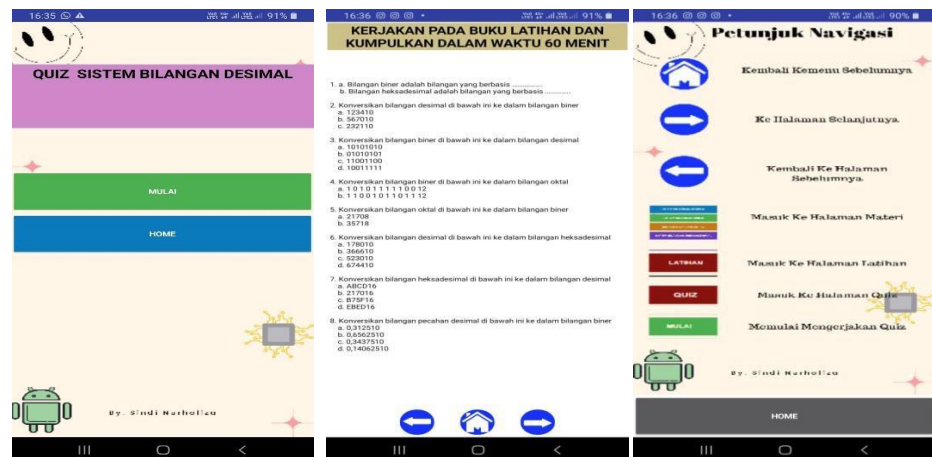 16:35
91%
QUIZ SISTEM BILANGAN DESIMAL
MULAI
HOME
By. Sindi Nurholiza
16:36
91%
KERJAKAN PADA BUKU LATIHAN DAN
KUMPULKAN DALAM WAKTU 60 MENIT
1. a. Bilangan biner adalah bilangan yang berbasis ..............
b. Bilangan heksadesimal adalah bilangan yang berbasis ............
2. Konversikan bilangan desimal di bawah ini ke dalam bilangan biner
a. 123410
b. 567010
c. 232110
3. Konversikan bilangan biner di bawah ini ke dalam bilangan desimal
a. 10101010
b. 01010101
c. 11001100
d. 10011111
4. Konversikan bilangan biner di bawah ini ke dalam bilangan oktal
a. 1 0 1 0 1 1 1 1 1 0 0 12
b. 1 1 0 0 1 0 1 1 0 1 1 12
5. Konversikan bilangan oktal di bawah ini ke dalam bilangan biner
a. 21708
b. 35718
6. Konversikan bilangan desimal di bawah ini ke dalam bilangan heksadesimal
a. 178010
b. 366610
c. 523010
d. 674410
7. Konversikan bilangan heksadesimal di bawah ini ke dalam bilangan desimal
a. ABCD16
b. 217016
c. B75F16
d. EBED16
8. Konversikan bilangan pecahan desimal di bawah ini ke dalam bilangan biner
a. 0,312510
b. 0,6562510
c. 0,3437510
d. 0,14062510
16:36
90%
Petunjuk Navigasi
Kembali Kemenu Sebelumnya
Ke Halaman Selanjutnya
Kembali Ke Halaman
Sebelumnya
Masuk Ke Halaman Materi
LATIHAN
Masuk Ke Halaman Latihan
QUIZ
Masuk Ke Halaman Quiz
MULAI
Memulai Mengerjakan Quiz
By. Sindi Nurholiza
HOME